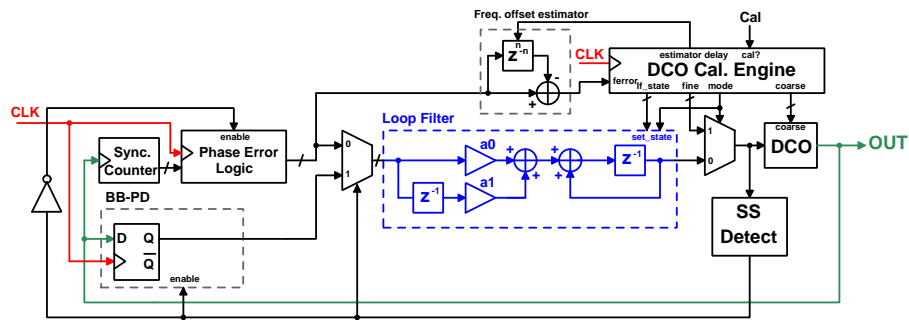 Freq. offset estimator
Cal
n
z-n
-
+
CLK
estimator delay
cal?
DCO Cal. Engine
ferror
lf_state
fine
mode
coarse
CLK
enable
Sync.
Counter
Phase Error
Logic
0
1
Loop Filter
set_state
a0
a1
z-1
+
+
+
+
z-1
1
0
coarse
DCO
OUT
BB-PD
D
Q
Q
enable
SS
Detect